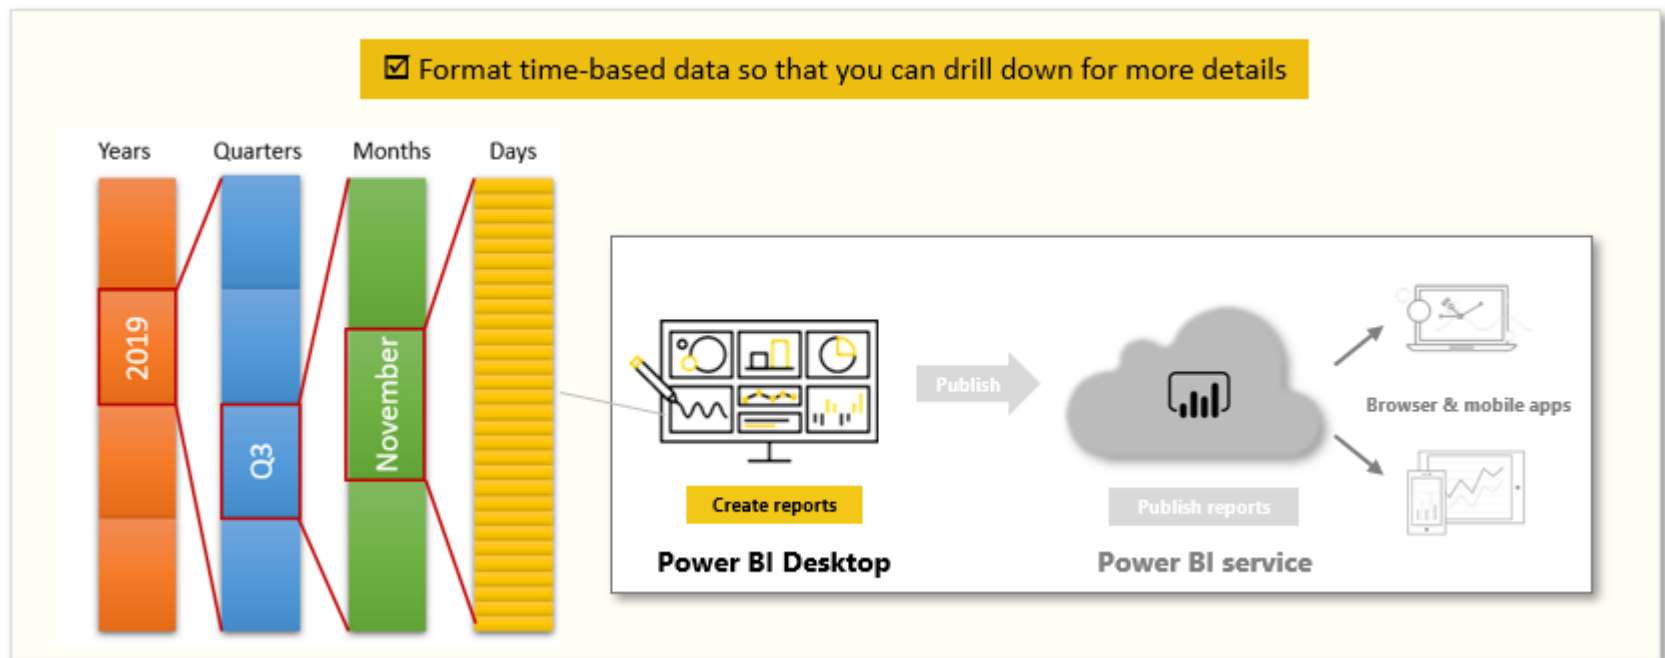 ☑ Format time-based data so that you can drill down for more details
Years Quarters Months Days
2019
Q3
November
Publish
Browser & mobile apps
Create reports
Publish reports
Power BI Desktop
Power BI service